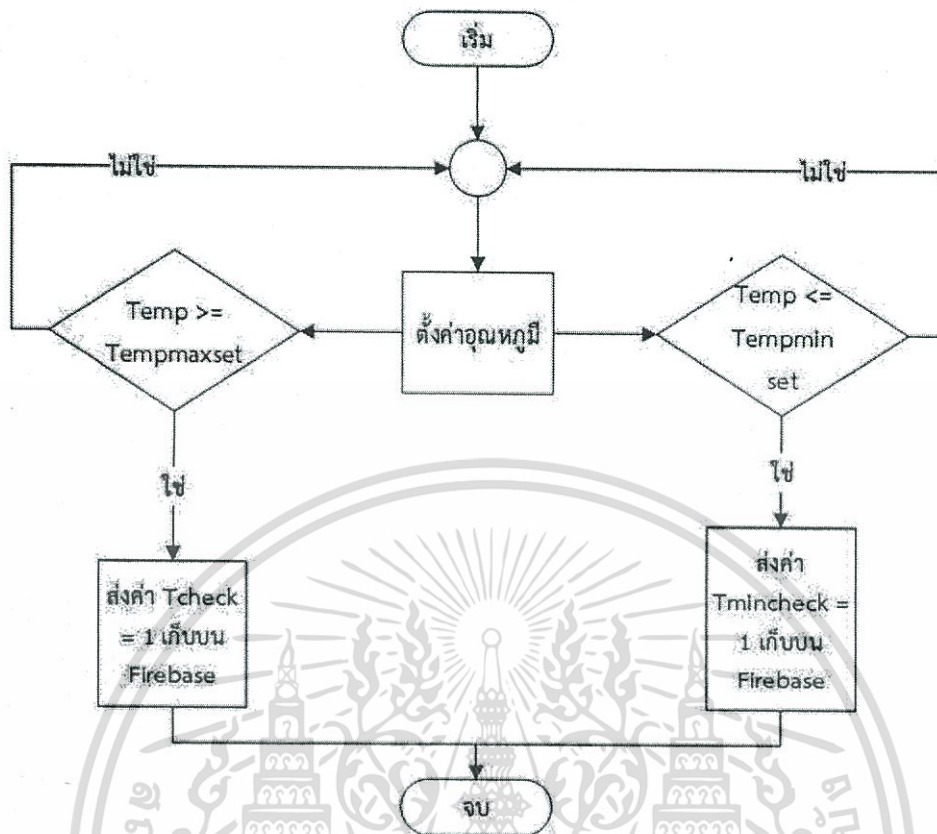 เริ่ม
ไม่ใช่
ไม่ใช่
Temp >=
Tempmaxset
ตั้งค่าอุณหภูมิ
Temp <=
Tempmin
set
ใช่
ใช่
ส่งค่า Tcheck
= 1 เก็บบน
Firebase
ส่งค่า
Tmincheck =
1 เก็บบน
Firebase
จบ